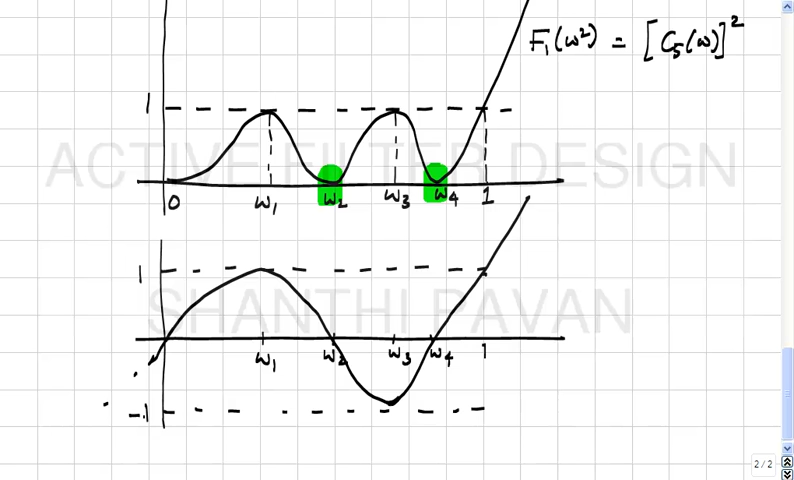 F₁(ω²) = [C₅(ω)]²
1
ACTIVE FILTER DESIGN
0 ω₁ ω₂ ω₃ ω₄ 1
1
SHANTHI PAVAN
ω₁ ω₂ ω₃ ω₄ 1
-1
2 / 2